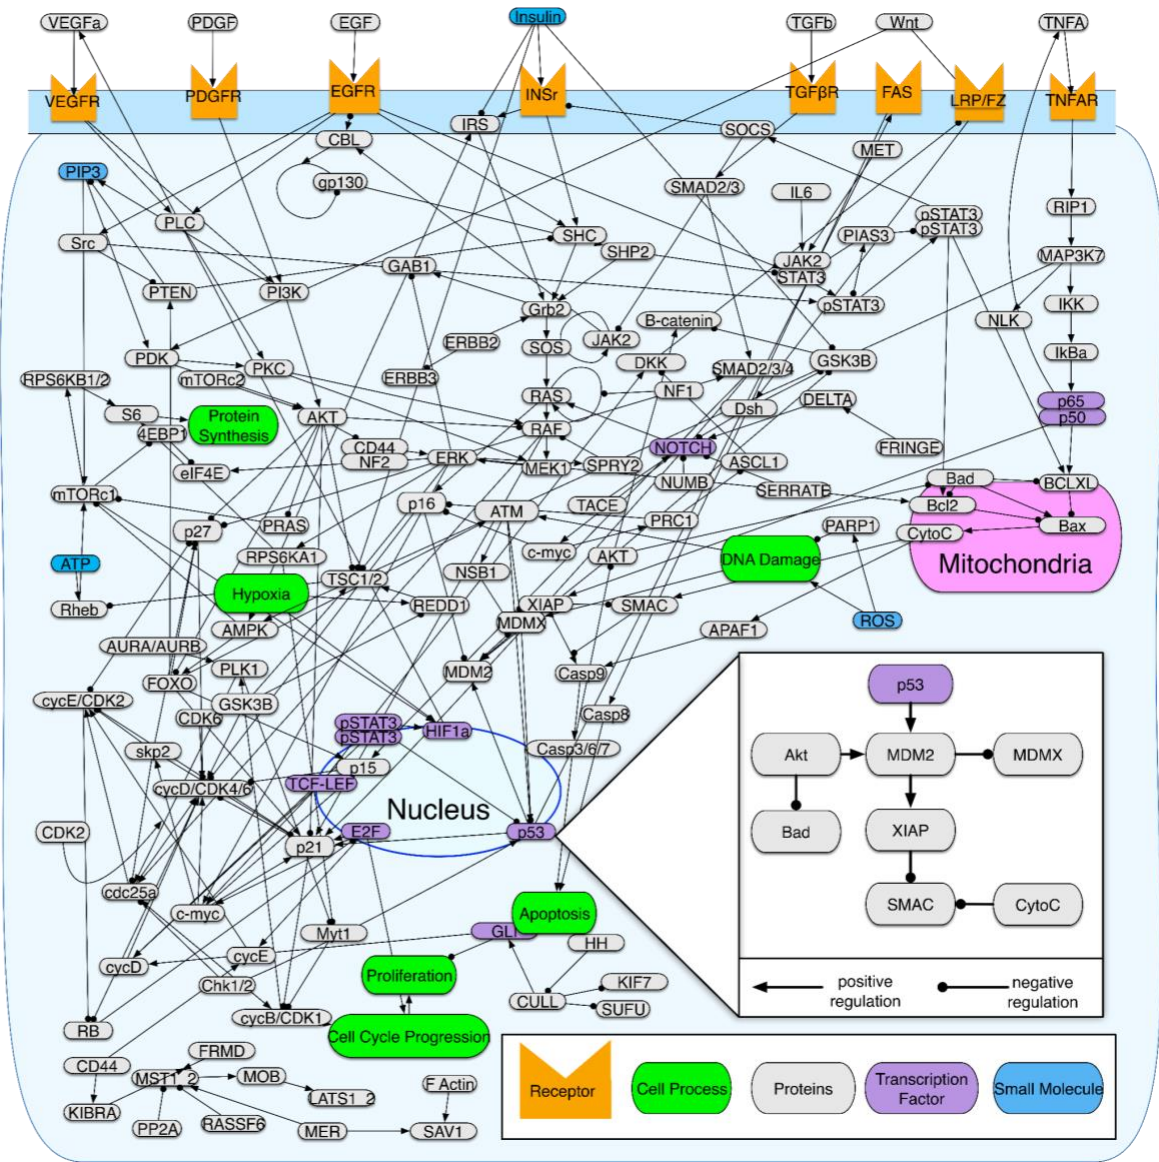 VEGFa
PDGF
EGF
Insulin
TGFb
Wnt
TNFA
VEGFR
PDGFR
EGFR
INSr
TGFβR
FAS
LRP/FZ
TNFAR
IRS
SOCS
CBL
MET
PIP3
gp130
SMAD2/3
IL6
RIP1
PLC
pSTAT3
pSTAT3
Src
SHC
SHP2
PIAS3
JAK2
STAT3
MAP3K7
GAB1
PTEN
PI3K
pSTAT3
IKK
Grb2
B-catenin
NLK
ERBB2
SOS
JAK2
PDK
DKK
GSK3B
IkBa
RPS6KB1/2
mTORc2
PKC
ERBB3
SMAD2/3/4
RAS
NF1
DELTA
p65
p50
S6
Protein
Synthesis
AKT
Dsh
4EBP1
RAF
CD44
NF2
NOTCH
FRINGE
eIF4E
ERK
MEK1
SPRY2
ASCL1
mTORc1
NUMB
SERRATE
Bad
BCLXL
p16
ATM
TACE
Bcl2
p27
PRAS
PRC1
PARP1
CytoC
Bax
RPS6KA1
c-myc
AKT
DNA Damage
Mitochondria
ATP
TSC1/2
NSB1
Hypoxia
Rheb
REDD1
XIAP
SMAC
ROS
AMPK
MDMX
APAF1
AURA/AURB
PLK1
MDM2
Casp9
FOXO
cycE/CDK2
GSK3B
CDK6
Casp8
pSTAT3
pSTAT3
HIF1a
skp2
Casp3/6/7
p15
cycD/CDK4/6
TCF-LEF
Nucleus
CDK2
E2F
p53
p21
cdc25a
c-myc
Apoptosis
Myt1
GLI
HH
cycD
cycE
Proliferation
Chk1/2
KIF7
CULL
SUFU
RB
cycB/CDK1
Cell Cycle Progression
FRMD
CD44
MST1_2
MOB
F Actin
KIBRA
LATS1_2
PP2A
RASSF6
MER
SAV1
p53
Akt
MDM2
MDMX
Bad
XIAP
SMAC
CytoC
positive
regulation
negative
regulation
Receptor
Cell Process
Proteins
Transcription
Factor
Small Molecule